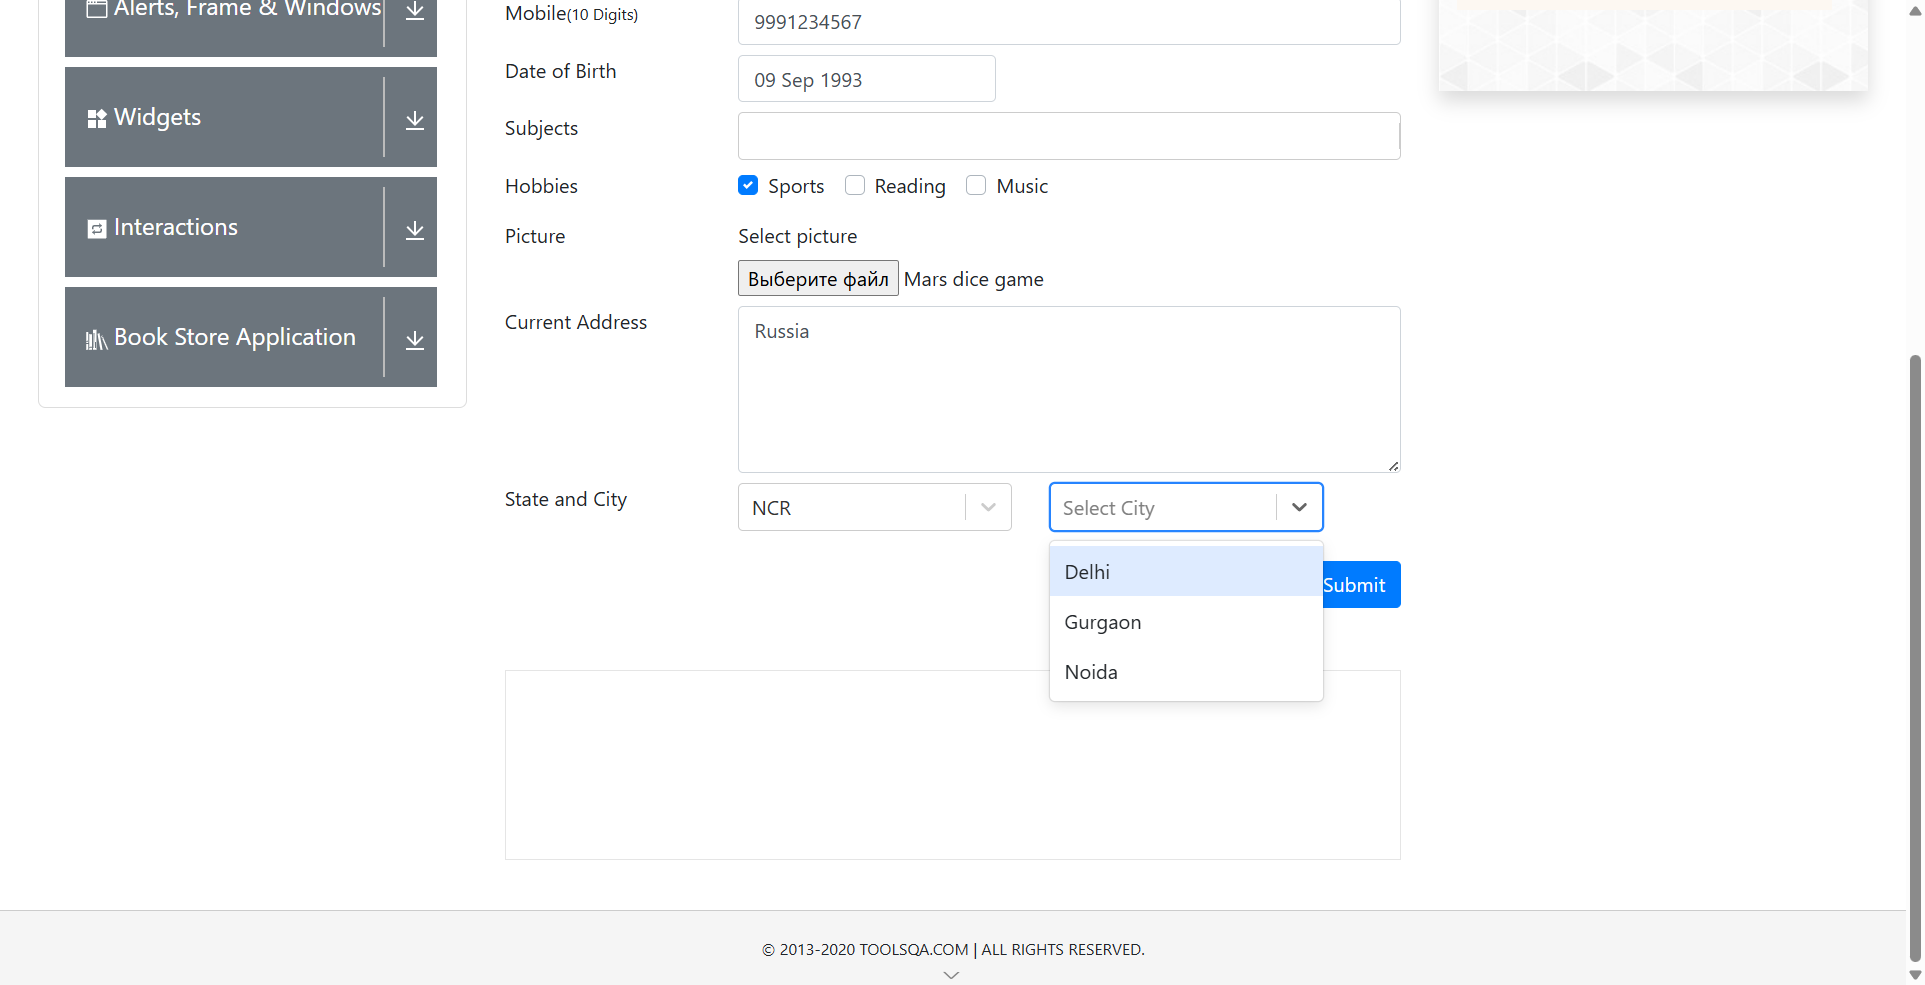 Alerts, Frame & Windows
Widgets
Interactions
Book Store Application
Mobile(10 Digits)
9991234567
Date of Birth
09 Sep 1993
Subjects
Hobbies
Sports
Reading
Music
Picture
Select picture
Выберите файл Mars dice game
Current Address
Russia
State and City
NCR
Select City
Delhi
Gurgaon
Noida
Submit
© 2013-2020 TOOLSQA.COM | ALL RIGHTS RESERVED.